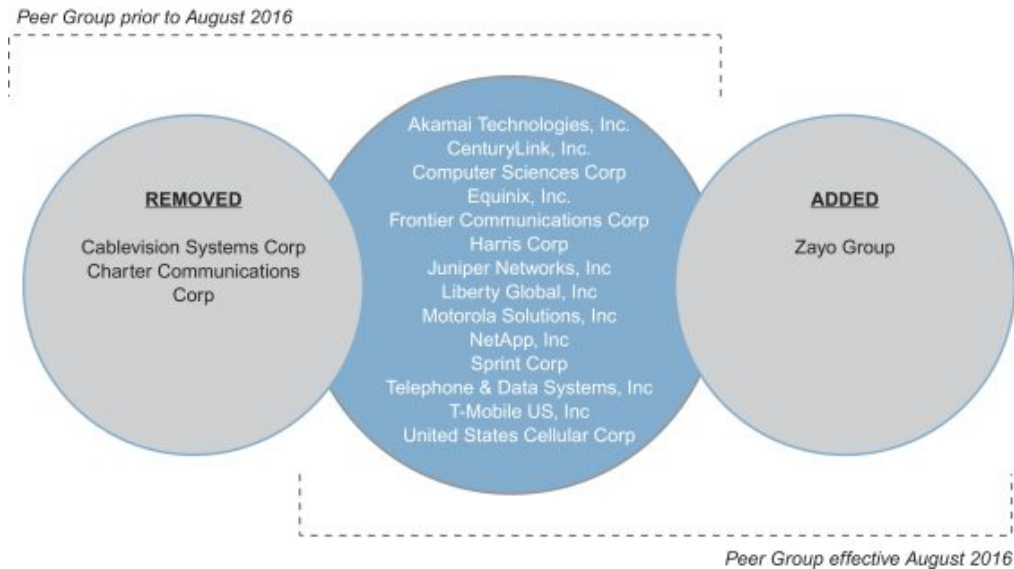 Peer Group prior to August 2016
REMOVED
Cablevision Systems Corp
Charter Communications
Corp
Akamai Technologies, Inc.
CenturyLink, Inc.
Computer Sciences Corp
Equinix, Inc.
Frontier Communications Corp
Harris Corp
Juniper Networks, Inc
Liberty Global, Inc
Motorola Solutions, Inc
NetApp, Inc
Sprint Corp
Telephone & Data Systems, Inc
T-Mobile US, Inc
United States Cellular Corp
ADDED
Zayo Group
Peer Group effective August 2016